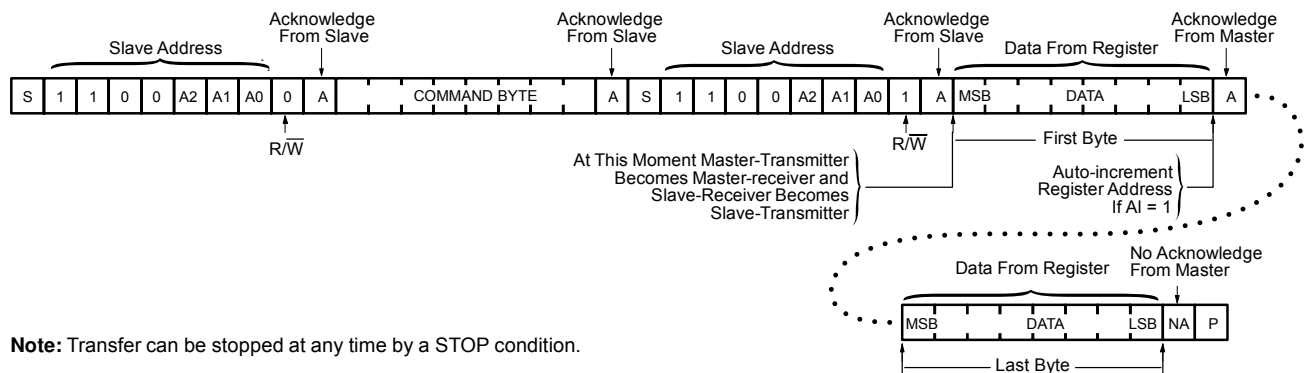 Acknowledge From Slave
Acknowledge From Slave
Acknowledge From Slave
Acknowledge From Master
Slave Address
Slave Address
Data From Register
S 1 1 0 0 A2 A1 A0 0 A COMMAND BYTE A S 1 1 0 0 A2 A1 A0 1 A MSB DATA LSB A
R/W̅
R/W̅
First Byte
At This Moment Master-Transmitter
Becomes Master-receiver and
Slave-Receiver Becomes
Slave-Transmitter
Auto-increment
Register Address
If AI = 1
Data From Register
No Acknowledge
From Master
MSB DATA LSB NA P
Last Byte
Note: Transfer can be stopped at any time by a STOP condition.